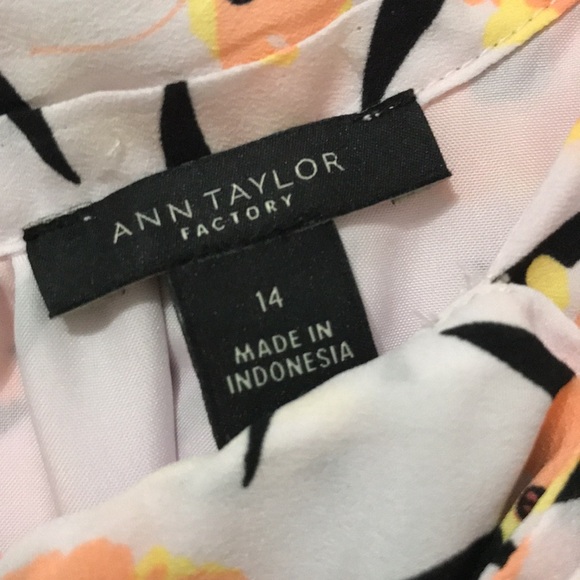 ANN TAYLOR
FACTORY
14
MADE IN
INDONESIA